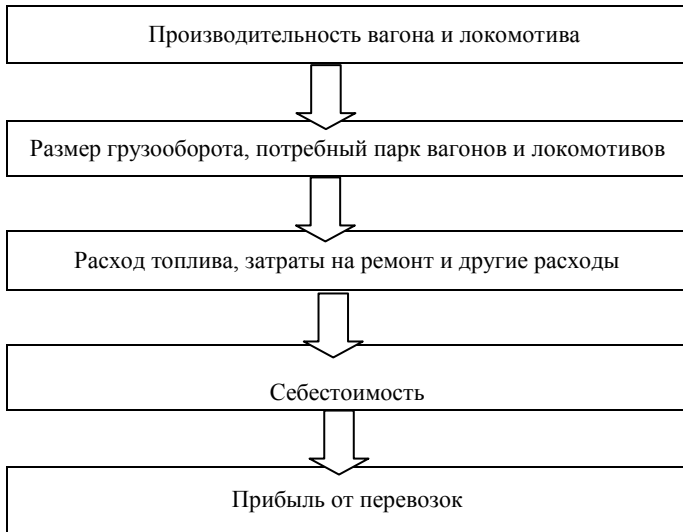 Производительность вагона и локомотива
Размер грузооборота, потребный парк вагонов и локомотивов
Расход топлива, затраты на ремонт и другие расходы
Себестоимость
Прибыль от перевозок